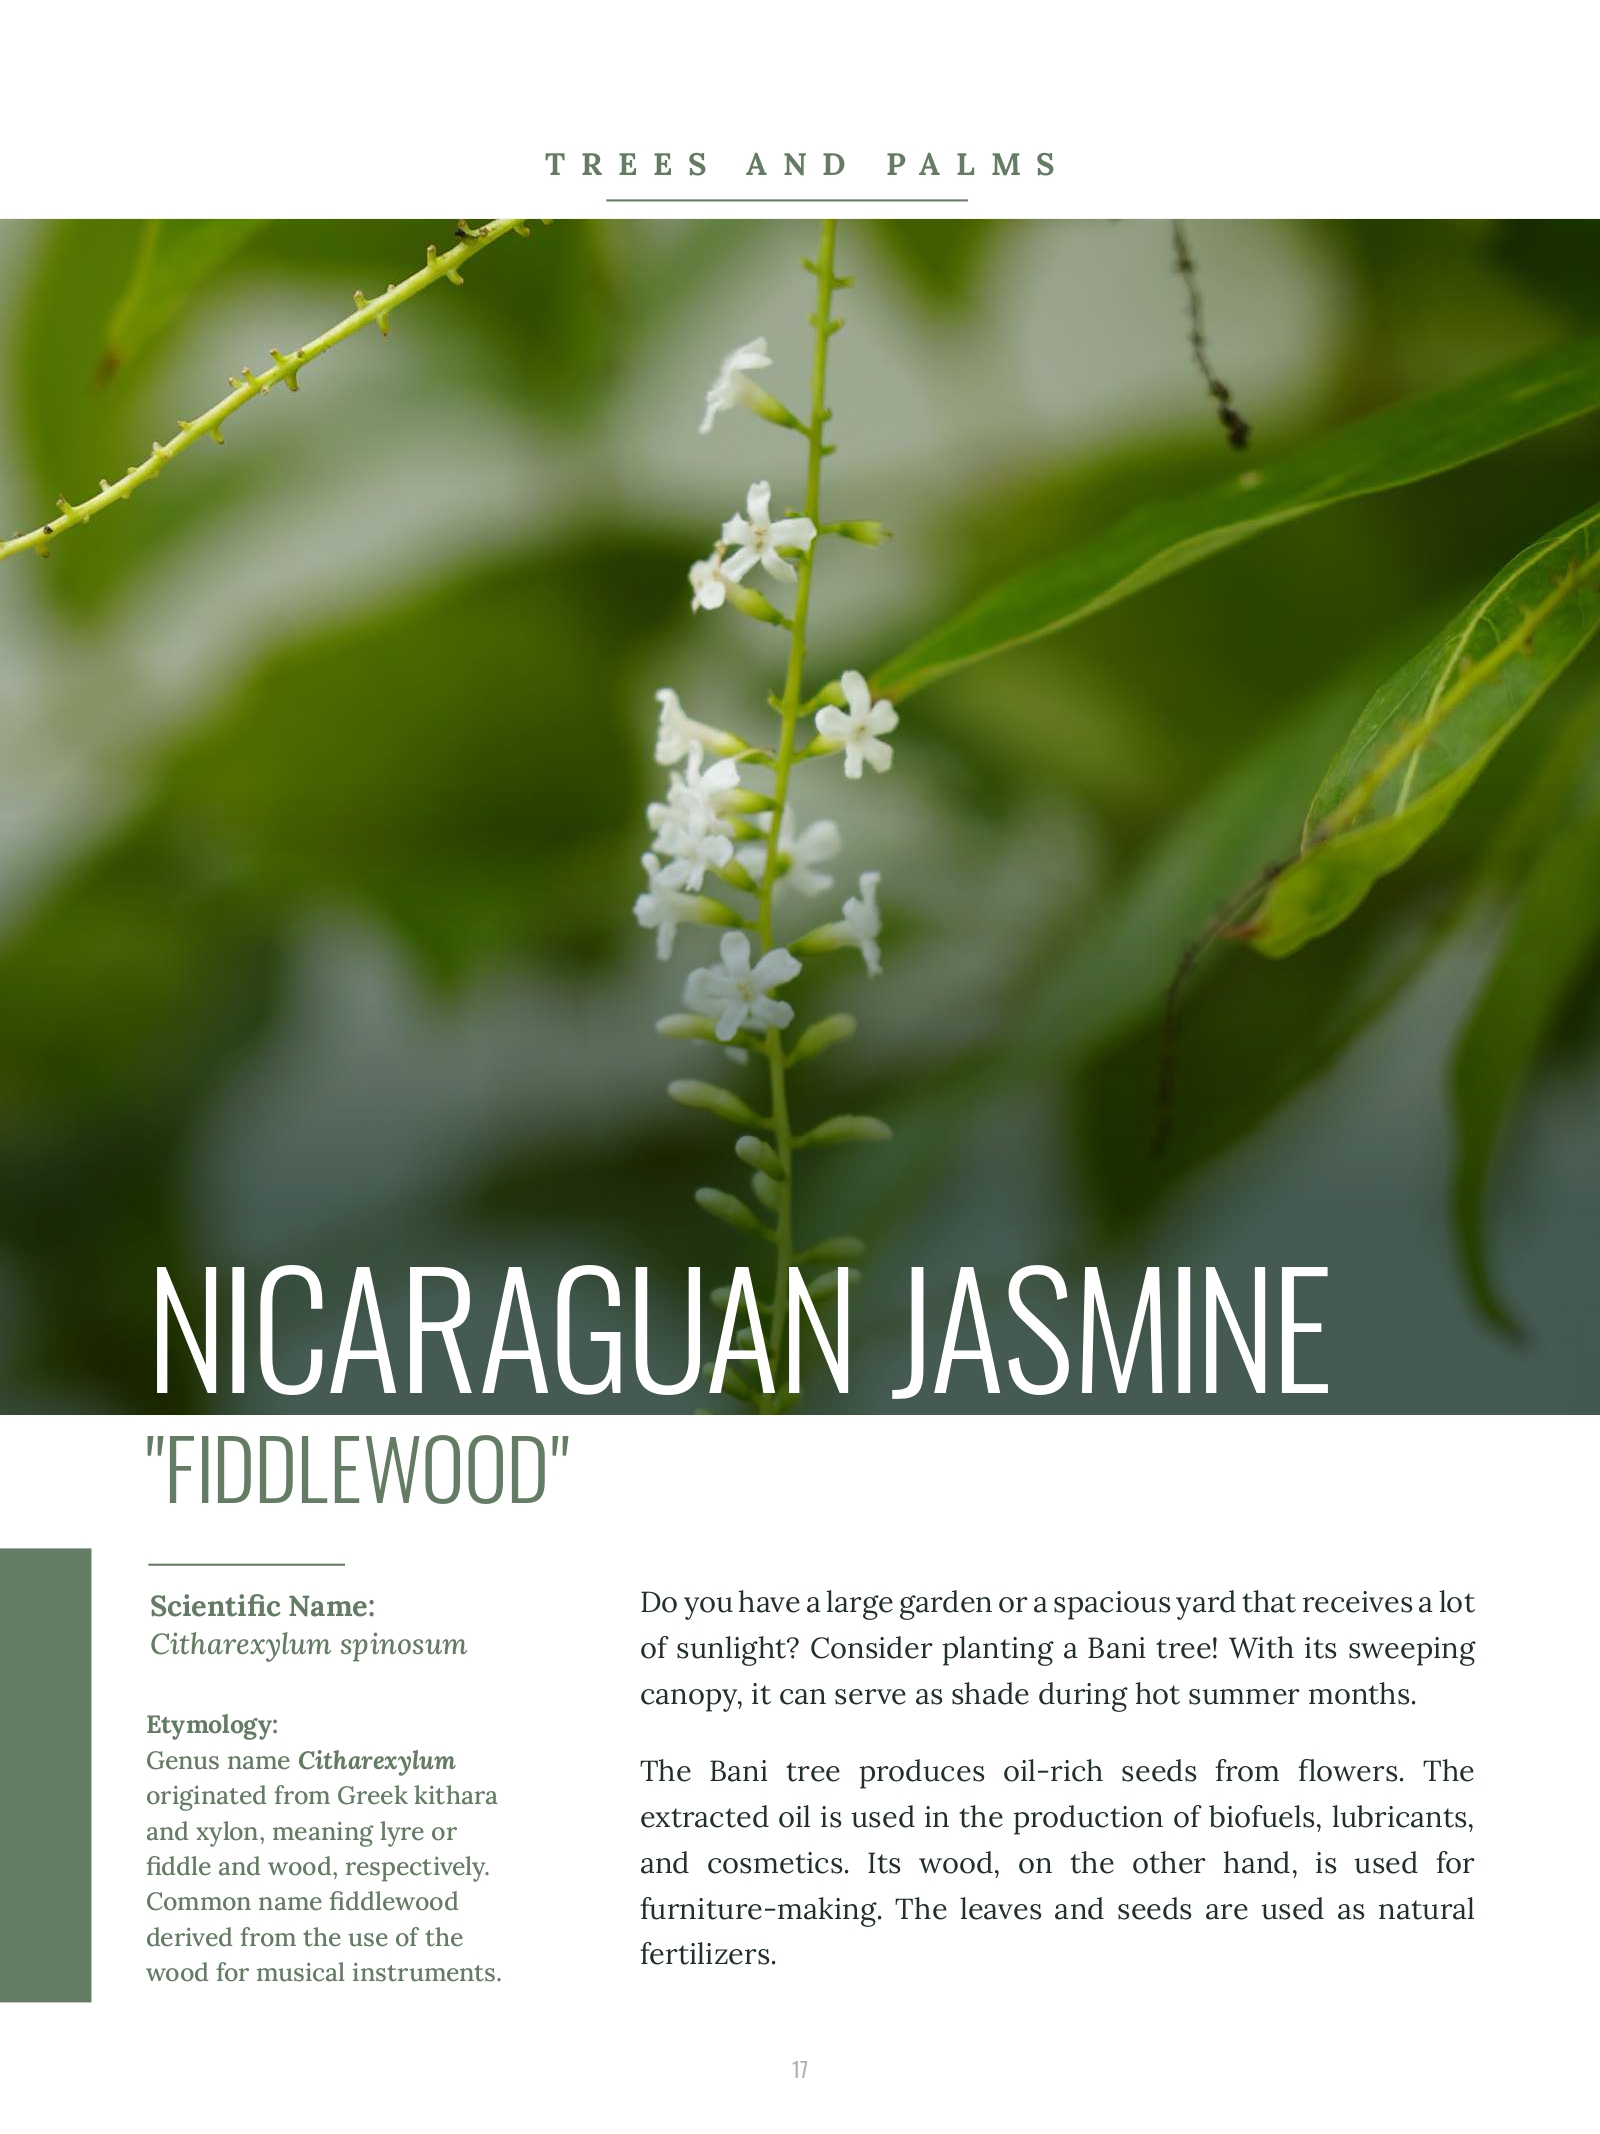 TREES AND PALMS
NICARAGUAN JASMINE
"FIDDLEWOOD"
Scientific Name:
Citharexylum spinosum
Etymology:
Genus name Citharexylum
originated from Greek kithara
and xylon, meaning lyre or
fiddle and wood, respectively.
Common name fiddlewood
derived from the use of the
wood for musical instruments.
Do you have a large garden or a spacious yard that receives a lot
of sunlight? Consider planting a Bani tree! With its sweeping
canopy, it can serve as shade during hot summer months.
The Bani tree produces oil-rich seeds from flowers. The
extracted oil is used in the production of biofuels, lubricants,
and cosmetics. Its wood, on the other hand, is used for
furniture-making. The leaves and seeds are used as natural
fertilizers.
17